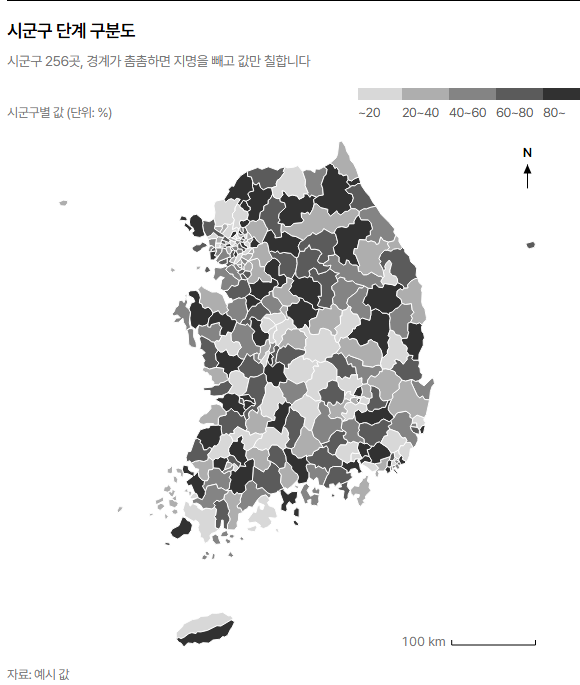 시군구 단계 구분도
시군구 256곳, 경계가 촘촘하면 지명을 빼고 값만 칠합니다
시군구별 값 (단위: %)
~20 20~40 40~60 60~80 80~
N
100 km
자료: 예시 값